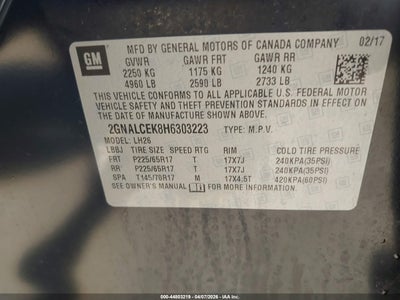 GM
MFD BY GENERAL MOTORS OF CANADA COMPANY 02/17
GVWR GAWR FRT GAWR RR
2250 KG 1175 KG 1240 KG
4960 LB 2590 LB 2733 LB
THIS VEHICLE CONFORMS TO ALL APPLICABLE U.S. FEDERAL MOTOR
VEHICLE SAFETY, BUMPER, AND THEFT PREVENTION STANDARDS IN EFFECT ON
THE DATE OF MANUFACTURE SHOWN ABOVE.
2GNALCEK8H6303223 TYPE: M.P.V.
MODEL: LH26
LBBJ TIRE SIZE SPEED RTG RIM COLD TIRE PRESSURE
FRT P225/65R17 T 17X7J 240KPA(35PSI)
RR P225/65R17 T 17X7J 240KPA(35PSI)
SPA T145/70R17 M 17X4.5T 420KPA(60PSI)
SEE OWNER'S MANUAL FOR MORE INFORMATION.
000-44803219 - 04/07/2026 -